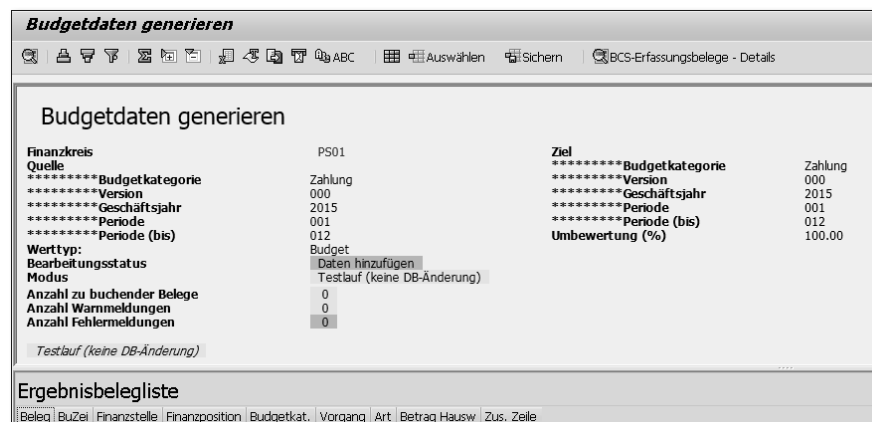 Budgetdaten generieren
ABC Auswählen Sichern BCS-Erfassungsbelege - Details
Budgetdaten generieren
Finanzkreis PS01 Ziel
Quelle *********Budgetkategorie Zahlung
*********Budgetkategorie Zahlung *********Version 000
*********Version 000 *********Geschäftsjahr 2015
*********Geschäftsjahr 2015 *********Periode 001
*********Periode 001 *********Periode (bis) 012
*********Periode (bis) 012 Umbewertung (%) 100.00
Werttyp: Budget
Bearbeitungsstatus Daten hinzufügen
Modus Testlauf (keine DB-Änderung)
Anzahl zu buchender Belege 0
Anzahl Warnmeldungen 0
Anzahl Fehlermeldungen 0
Testlauf (keine DB-Änderung)
Ergebnisbelegliste
Beleg BuZei Finanzstelle Finanzposition Budgetkat. Vorgang Art Betrag Hausw Zus. Zeile